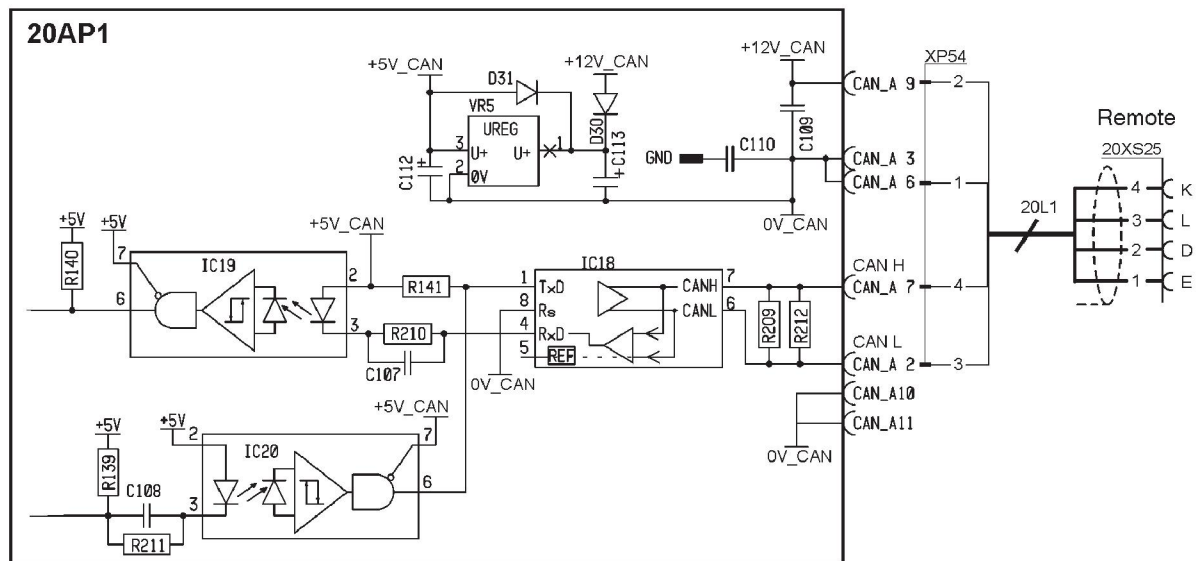 20AP1
+5V_CAN
D31
+12V_CAN
VR5
UREG
3
U+
U+
1
2
0V
C112
+
D30
C113
+
GND
C110
+12V_CAN
C109
0V_CAN
CAN_A 9
CAN_A 3
CAN_A 6
XP54
2
1
Remote
20XS25
20L1
4
K
3
L
2
D
1
E
+5V
+5V
R140
7
6
IC19
2
3
+5V_CAN
R141
R210
C107
0V_CAN
IC18
1
TxD
8
Rs
4
RxD
5
REF
CANH
7
CANL
6
R209
R212
CAN H
CAN_A 7
4
CAN L
CAN_A 2
3
CAN_A10
CAN_A11
0V_CAN
+5V
+5V
2
R139
C108
3
R211
IC20
+5V_CAN
7
6